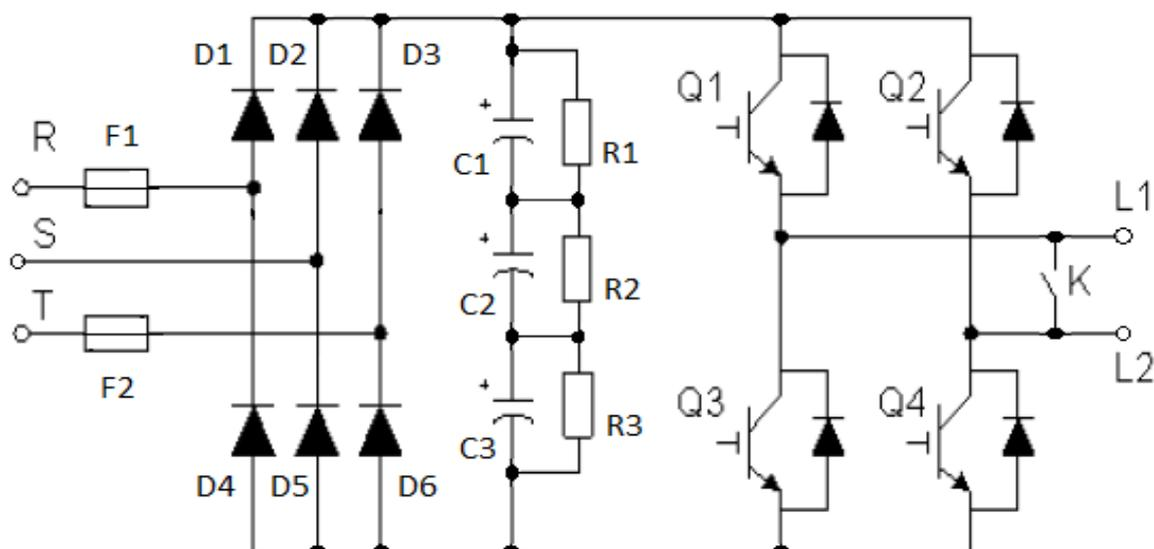 D1 D2 D3
Q1 Q2
R F1
C1 R1
L1
S
K
C2 R2
T
L2
F2
Q3 Q4
C3 R3
D4 D5 D6
+
+
+